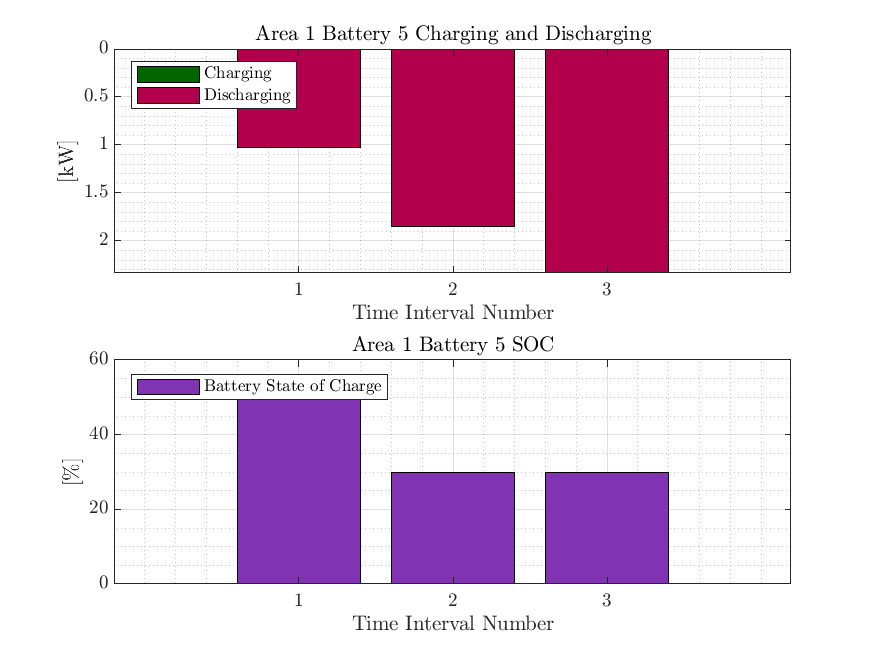 Area 1 Battery 5 Charging and Discharging
0
Charging
Discharging
0.5
1
1.5
2
[kW]
1 2 3
Time Interval Number
Area 1 Battery 5 SOC
60
Battery State of Charge
40
20
0
[%]
1 2 3
Time Interval Number